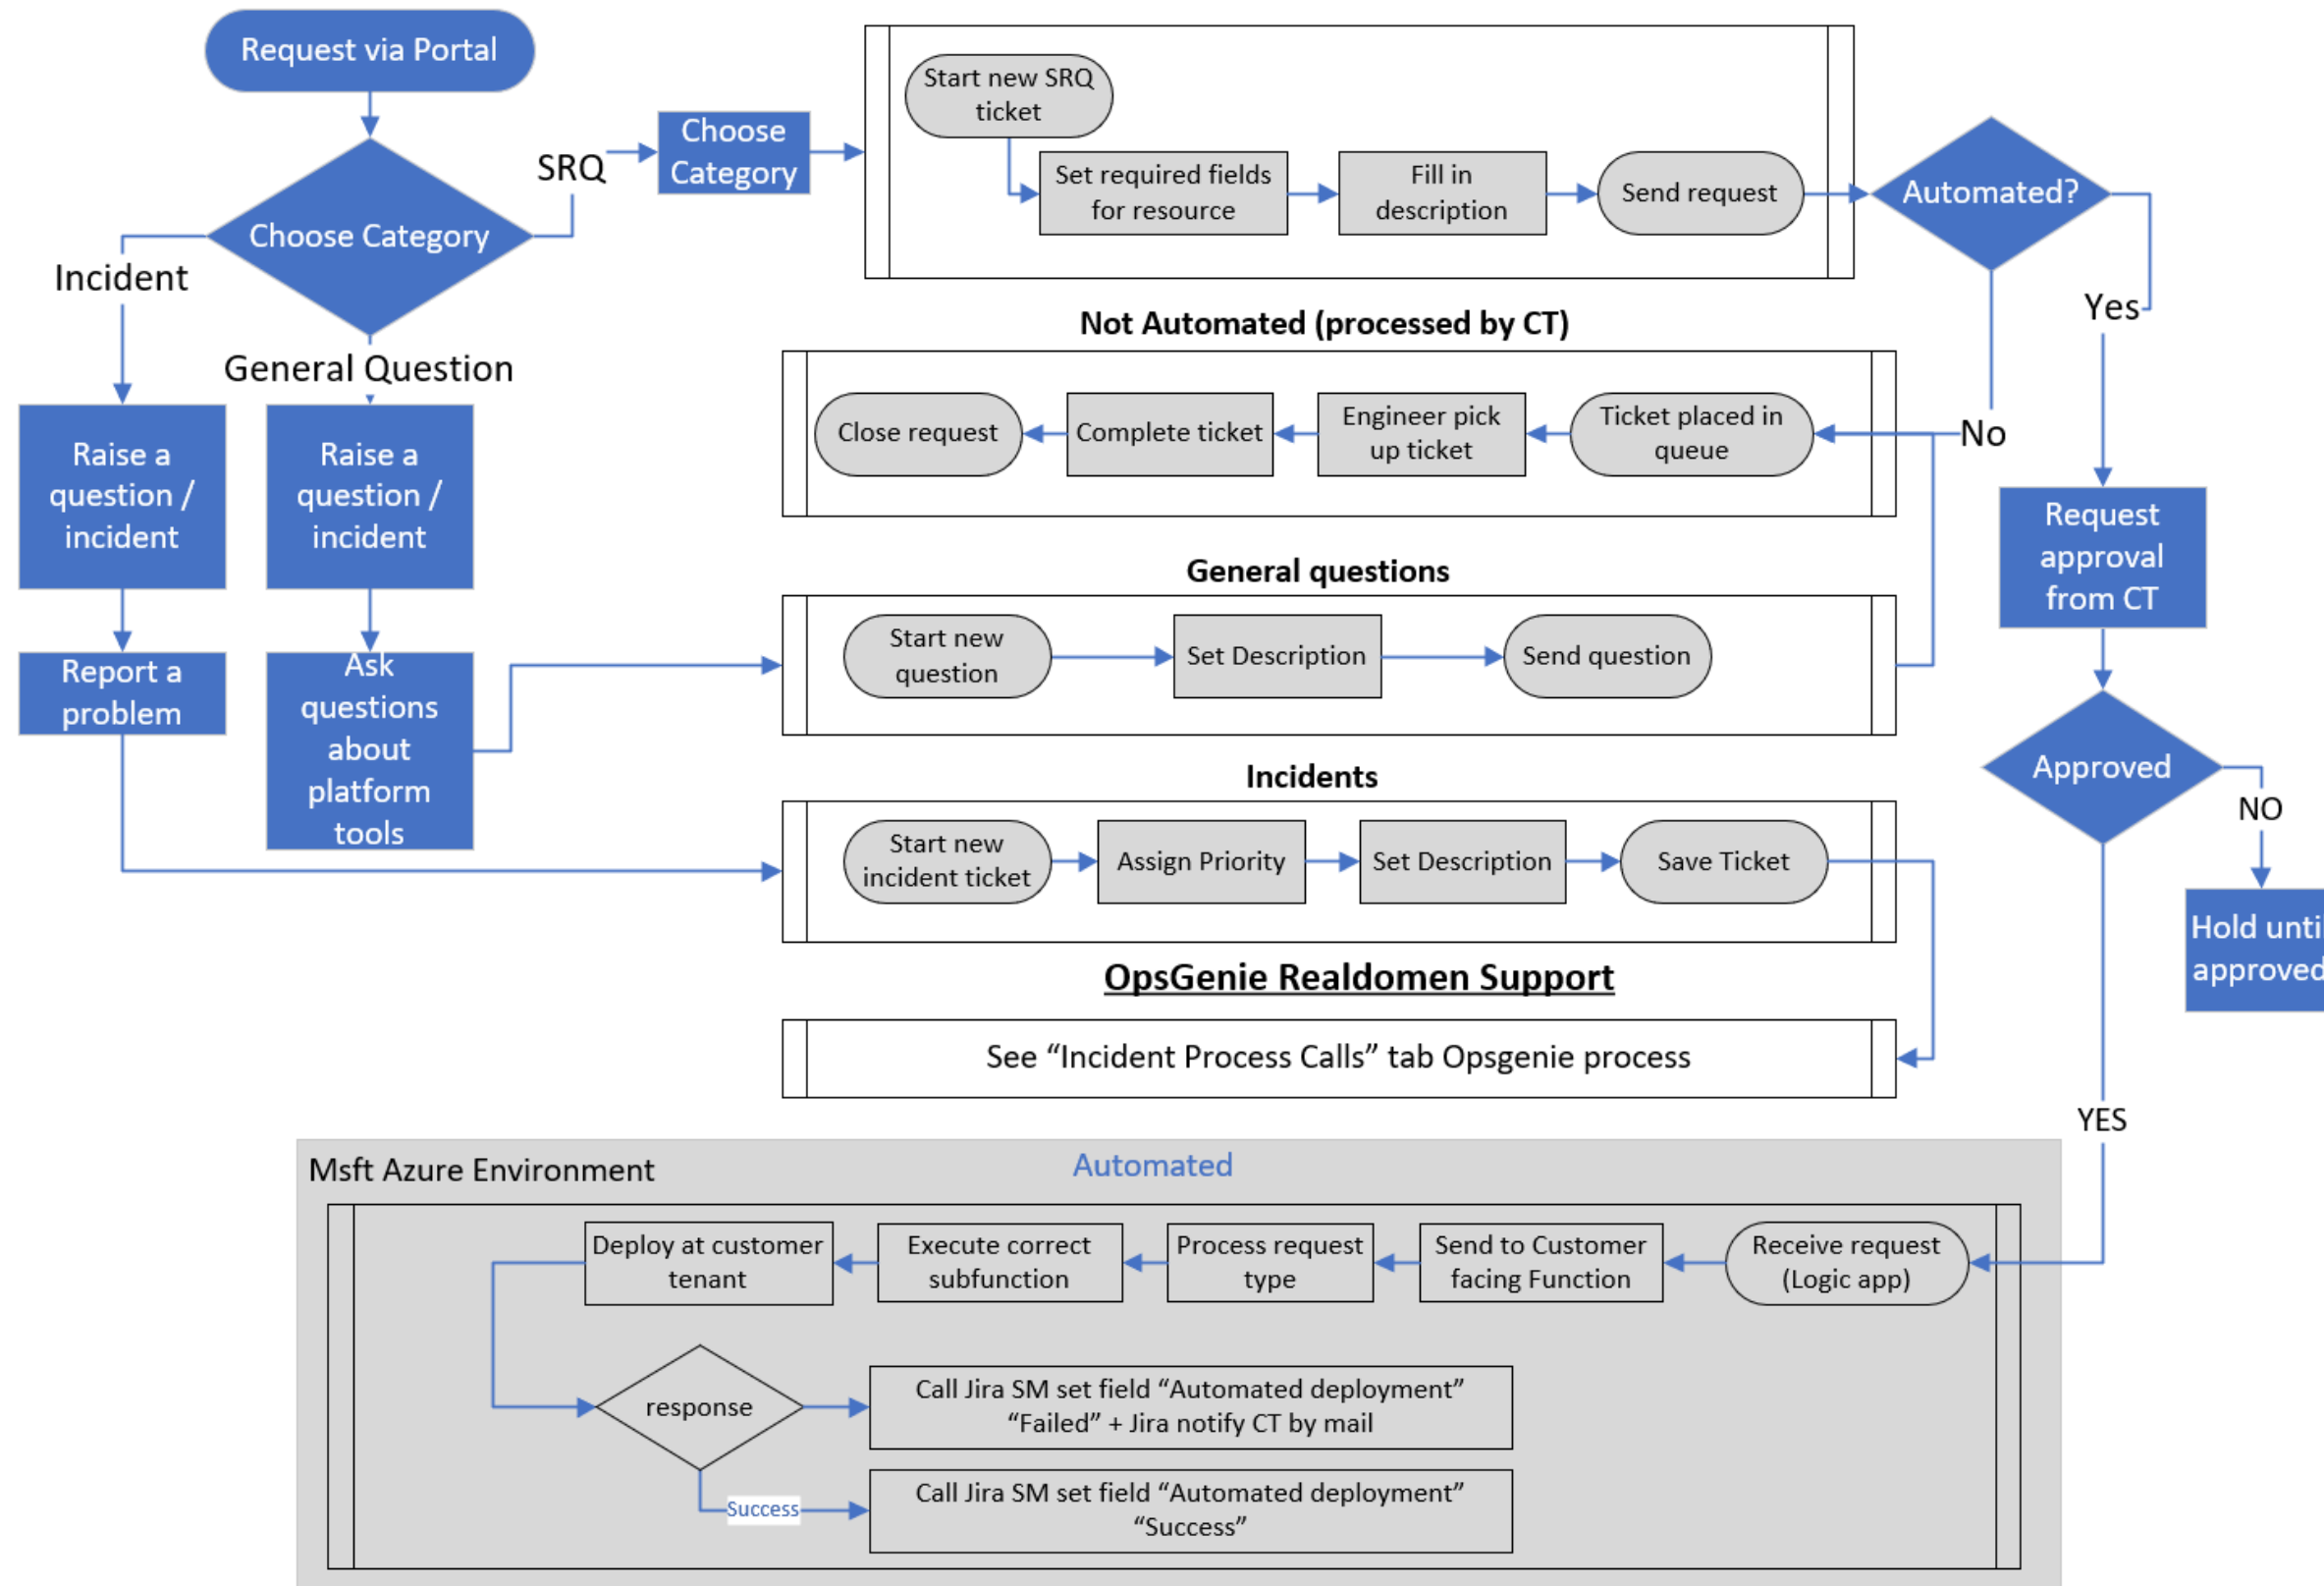 Request via Portal
Choose Category
SRQ
Incident
General Question
Choose
Category
Start new SRQ
ticket
Set required fields
for resource
Fill in
description
Send request
Automated?
Yes
No
Not Automated (processed by CT)
Close request
Complete ticket
Engineer pick
up ticket
Ticket placed in
queue
Raise a
question /
incident
Raise a
question /
incident
Report a
problem
Ask
questions
about
platform
tools
General questions
Start new
question
Set Description
Send question
Request
approval
from CT
Approved
NO
Hold until
approved
YES
Incidents
Start new
incident ticket
Assign Priority
Set Description
Save Ticket
OpsGenie Realdomen Support
See “Incident Process Calls” tab Opsgenie process
Msft Azure Environment
Automated
Deploy at customer
tenant
Execute correct
subfunction
Process request
type
Send to Customer
facing Function
Receive request
(Logic app)
response
Call Jira SM set field “Automated deployment”
“Failed” + Jira notify CT by mail
Success
Call Jira SM set field “Automated deployment”
“Success”